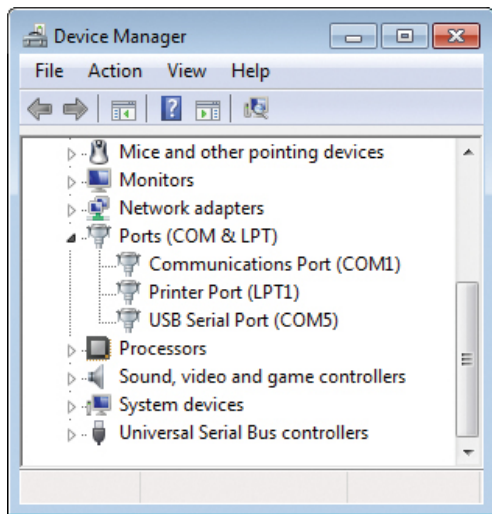 Device Manager
File Action View Help
Mice and other pointing devices
Monitors
Network adapters
Ports (COM & LPT)
Communications Port (COM1)
Printer Port (LPT1)
USB Serial Port (COM5)
Processors
Sound, video and game controllers
System devices
Universal Serial Bus controllers